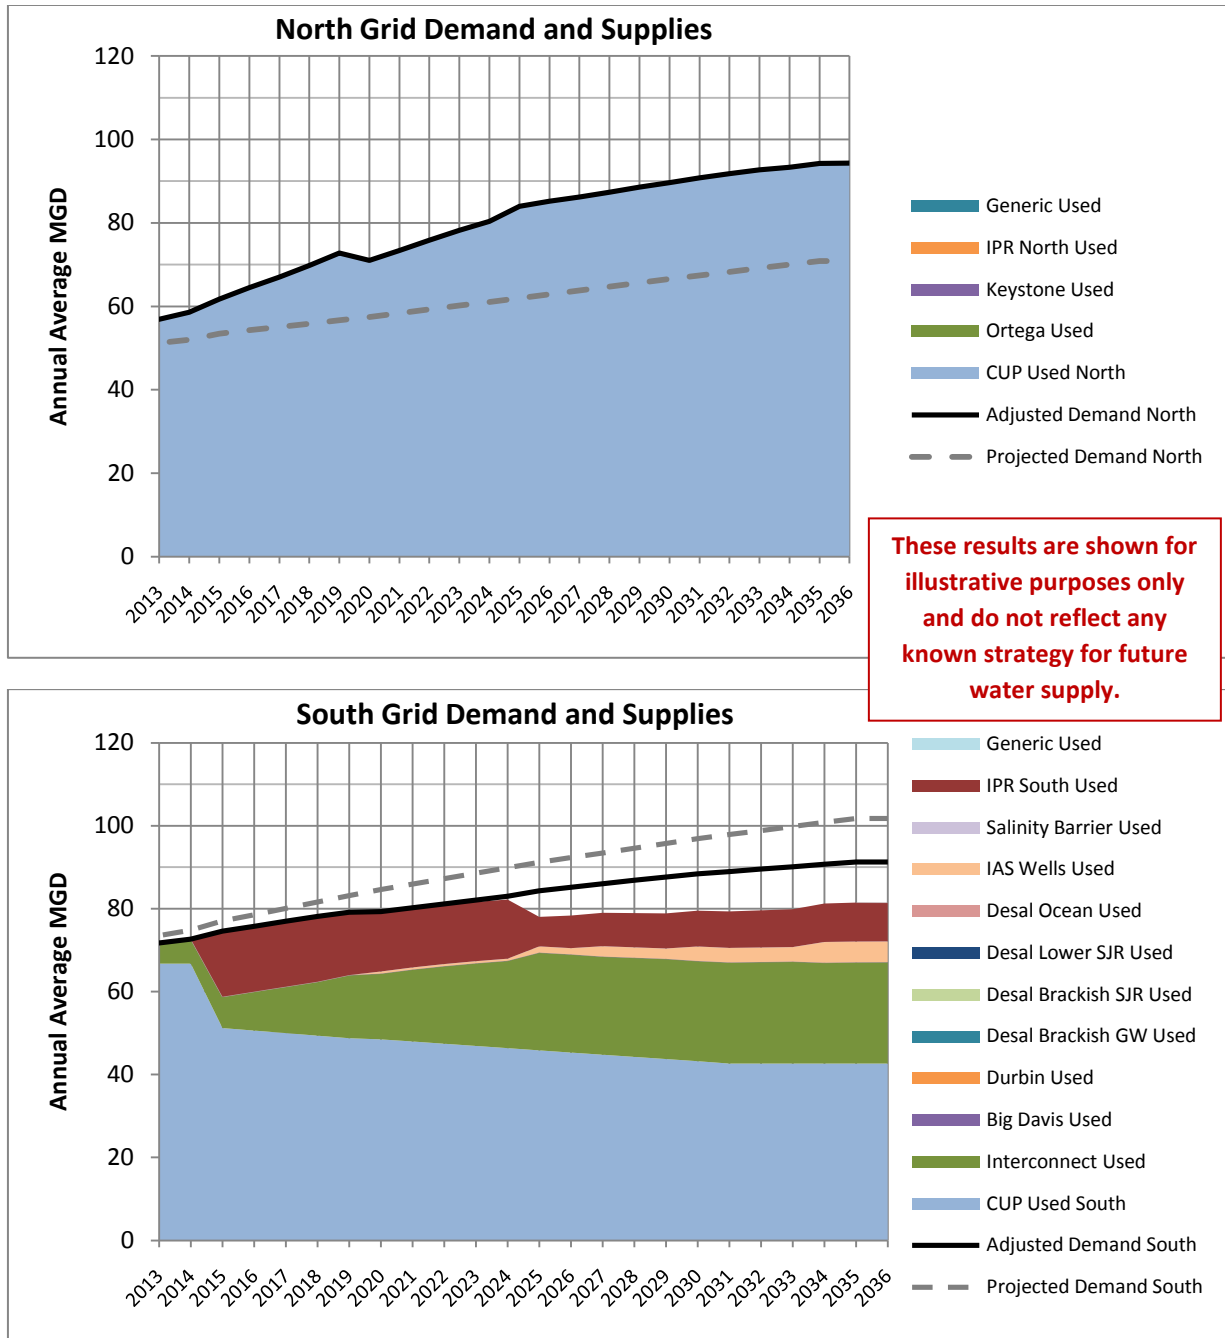 North Grid Demand and Supplies
Annual Average MGD
120
100
80
60
40
20
0
2013 2014 2015 2016 2017 2018 2019 2020 2021 2022 2023 2024 2025 2026 2027 2028 2029 2030 2031 2032 2033 2034 2035 2036
Generic Used
IPR North Used
Keystone Used
Ortega Used
CUP Used North
Adjusted Demand North
Projected Demand North
These results are shown for
illustrative purposes only
and do not reflect any
known strategy for future
water supply.
South Grid Demand and Supplies
Annual Average MGD
120
100
80
60
40
20
0
2013 2014 2015 2016 2017 2018 2019 2020 2021 2022 2023 2024 2025 2026 2027 2028 2029 2030 2031 2032 2033 2034 2035 2036
Generic Used
IPR South Used
Salinity Barrier Used
IAS Wells Used
Desal Ocean Used
Desal Lower SJR Used
Desal Brackish SJR Used
Desal Brackish GW Used
Durbin Used
Big Davis Used
Interconnect Used
CUP Used South
Adjusted Demand South
Projected Demand South